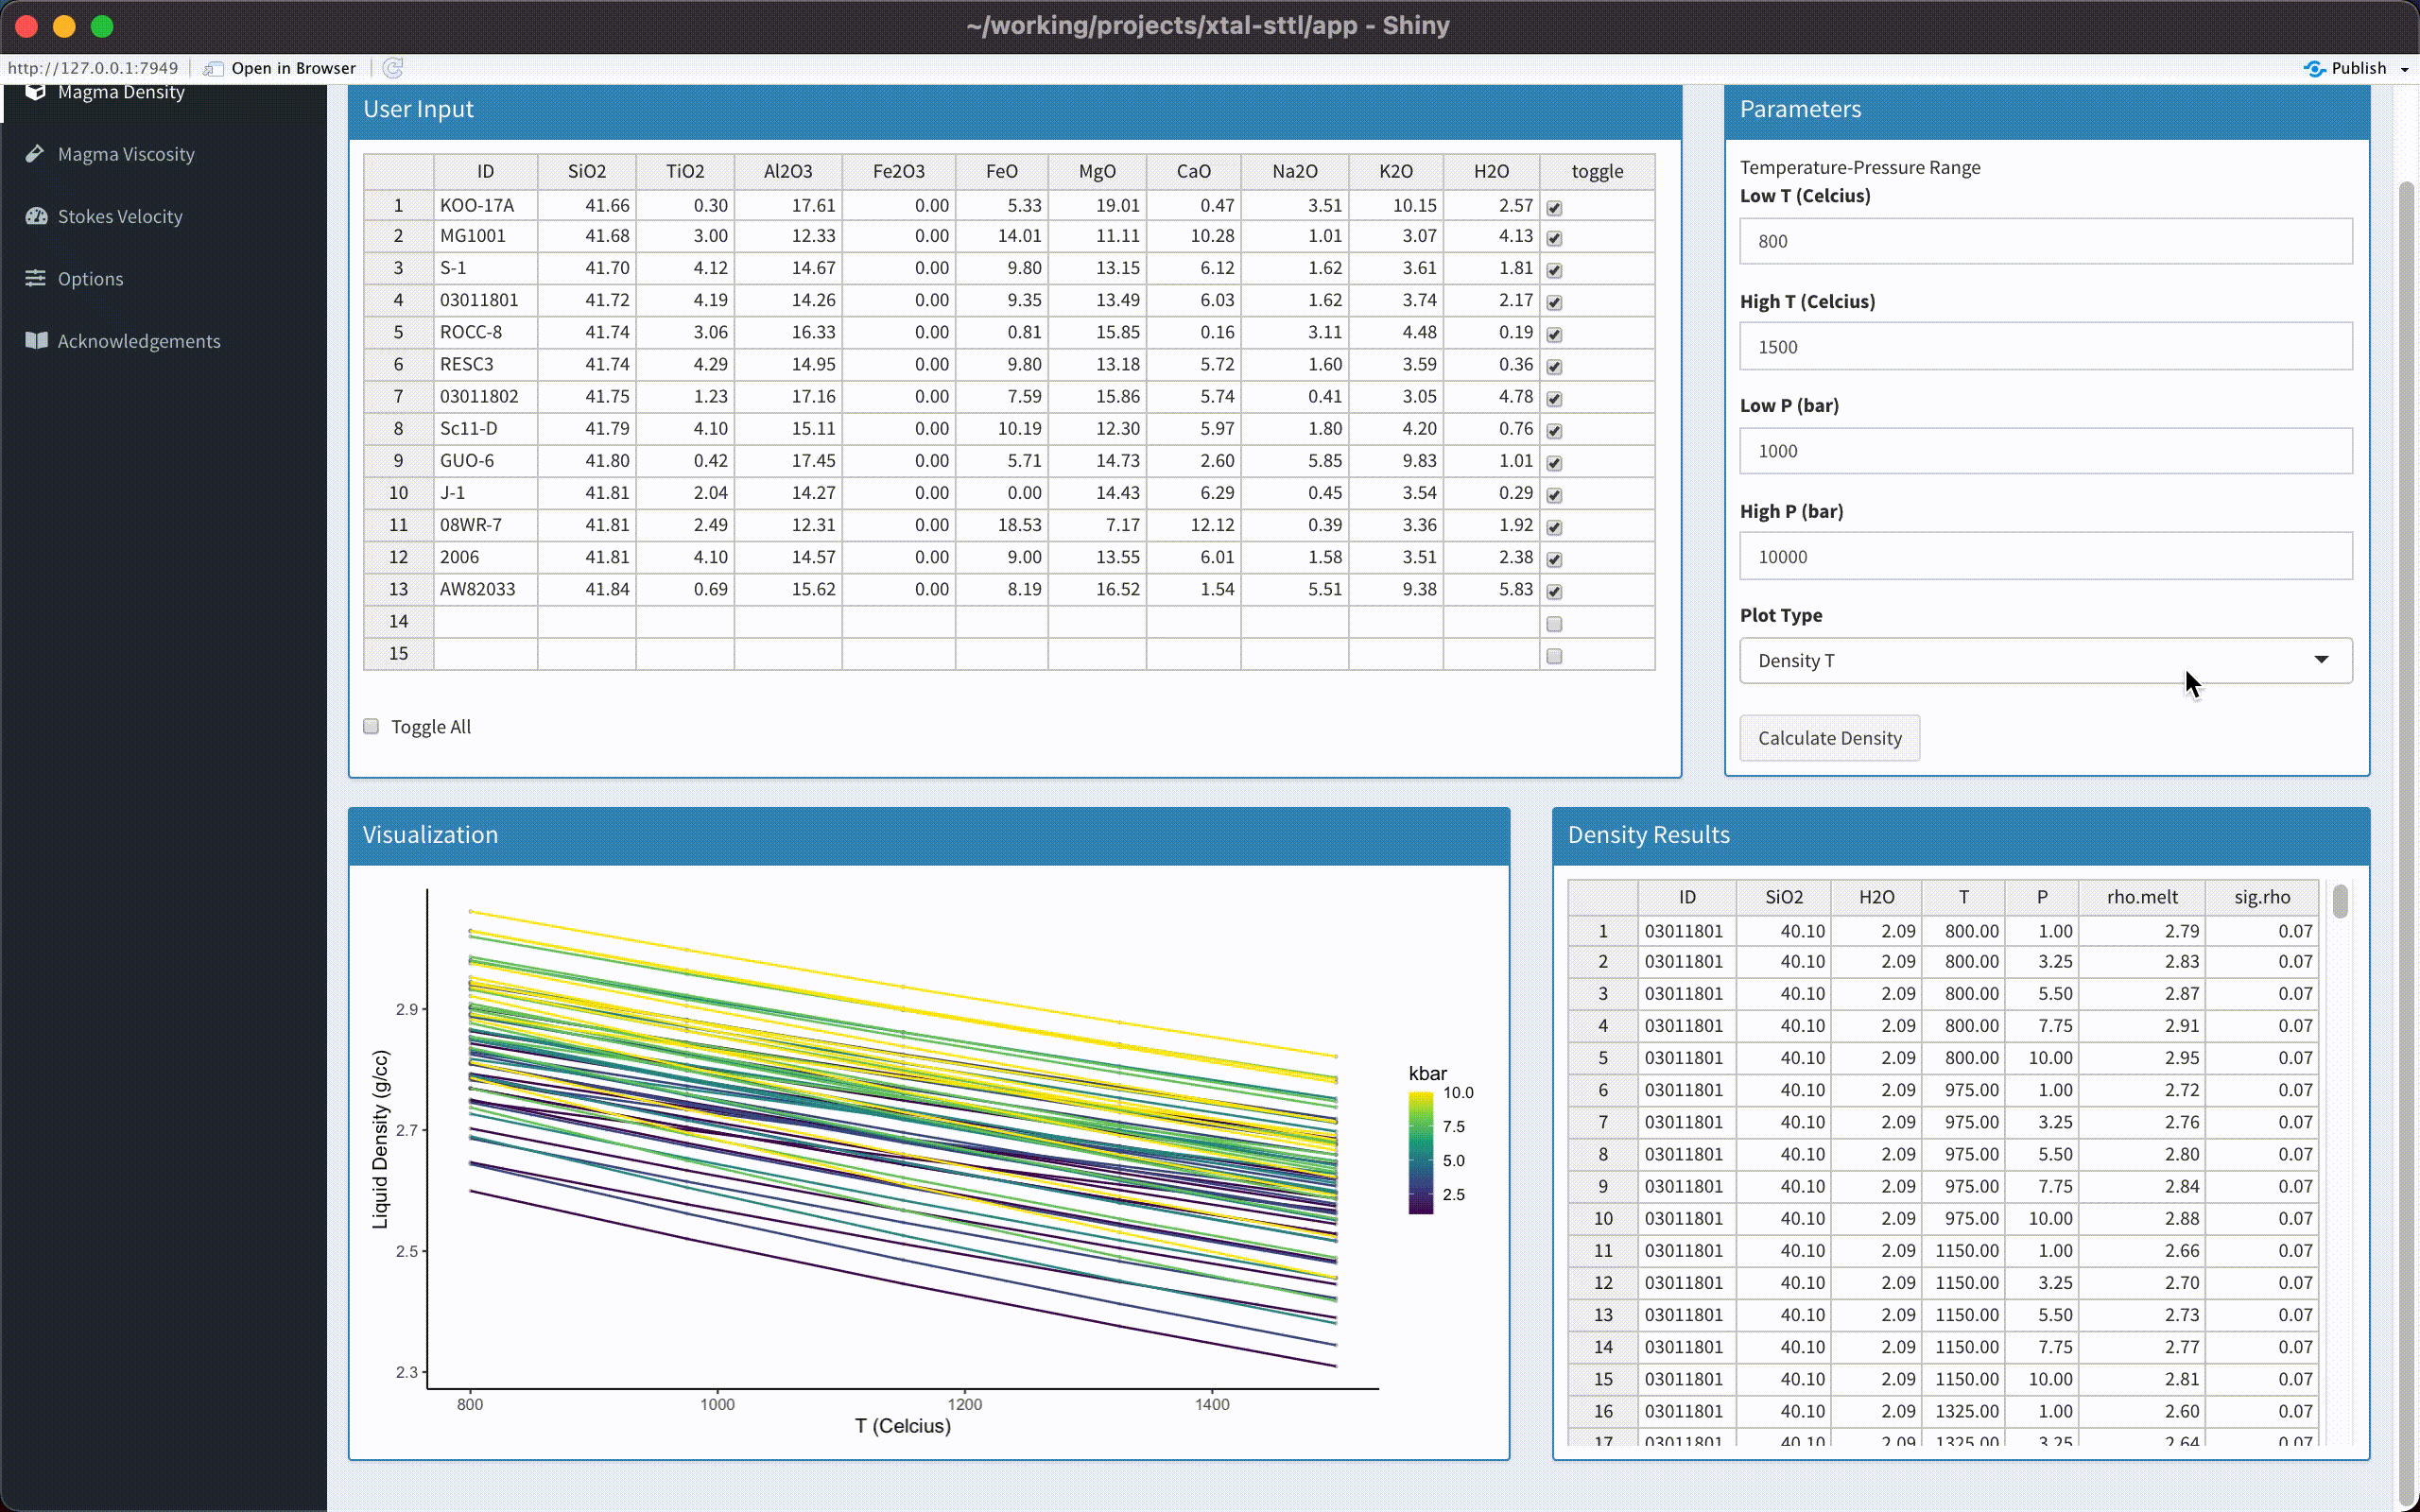 ~/working/projects/xtal-sttl/app - Shiny
http://127.0.0.1:7949 Open in Browser Publish
Magma Density
Magma Viscosity
Stokes Velocity
Options
Acknowledgements
User Input
ID SiO2 TiO2 Al2O3 Fe2O3 FeO MgO CaO Na2O K2O H2O toggle
1 KOO-17A 41.66 0.30 17.61 0.00 5.33 19.01 0.47 3.51 10.15 2.57
2 MG1001 41.68 3.00 12.33 0.00 14.01 11.11 10.28 1.01 3.07 4.13
3 S-1 41.70 4.12 14.67 0.00 9.80 13.15 6.12 1.62 3.61 1.81
4 03011801 41.72 4.19 14.26 0.00 9.35 13.49 6.03 1.62 3.74 2.17
5 ROCC-8 41.74 3.06 16.33 0.00 0.81 15.85 0.16 3.11 4.48 0.19
6 RESC3 41.74 4.29 14.95 0.00 9.80 13.18 5.72 1.60 3.59 0.36
7 03011802 41.75 1.23 17.16 0.00 7.59 15.86 5.74 0.41 3.05 4.78
8 Sc11-D 41.79 4.10 15.11 0.00 10.19 12.30 5.97 1.80 4.20 0.76
9 GUO-6 41.80 0.42 17.45 0.00 5.71 14.73 2.60 5.85 9.83 1.01
10 J-1 41.81 2.04 14.27 0.00 0.00 14.43 6.29 0.45 3.54 0.29
11 08WR-7 41.81 2.49 12.31 0.00 18.53 7.17 12.12 0.39 3.36 1.92
12 2006 41.81 4.10 14.57 0.00 9.00 13.55 6.01 1.58 3.51 2.38
13 AW82033 41.84 0.69 15.62 0.00 8.19 16.52 1.54 5.51 9.38 5.83
14
15
Toggle All
Parameters
Temperature-Pressure Range
Low T (Celcius)
800
High T (Celcius)
1500
Low P (bar)
1000
High P (bar)
10000
Plot Type
Density T
Calculate Density
Visualization
Liquid Density (g/cc)
2.9
2.7
2.5
2.3
800 1000 1200 1400
T (Celcius)
kbar
10.0
7.5
5.0
2.5
Density Results
ID SiO2 H2O T P rho.melt sig.rho
1 03011801 40.10 2.09 800.00 1.00 2.79 0.07
2 03011801 40.10 2.09 800.00 3.25 2.83 0.07
3 03011801 40.10 2.09 800.00 5.50 2.87 0.07
4 03011801 40.10 2.09 800.00 7.75 2.91 0.07
5 03011801 40.10 2.09 800.00 10.00 2.95 0.07
6 03011801 40.10 2.09 975.00 1.00 2.72 0.07
7 03011801 40.10 2.09 975.00 3.25 2.76 0.07
8 03011801 40.10 2.09 975.00 5.50 2.80 0.07
9 03011801 40.10 2.09 975.00 7.75 2.84 0.07
10 03011801 40.10 2.09 975.00 10.00 2.88 0.07
11 03011801 40.10 2.09 1150.00 1.00 2.66 0.07
12 03011801 40.10 2.09 1150.00 3.25 2.70 0.07
13 03011801 40.10 2.09 1150.00 5.50 2.73 0.07
14 03011801 40.10 2.09 1150.00 7.75 2.77 0.07
15 03011801 40.10 2.09 1150.00 10.00 2.81 0.07
16 03011801 40.10 2.09 1325.00 1.00 2.60 0.07
17 03011801 40.10 2.09 1325.00 3.25 2.64 0.07